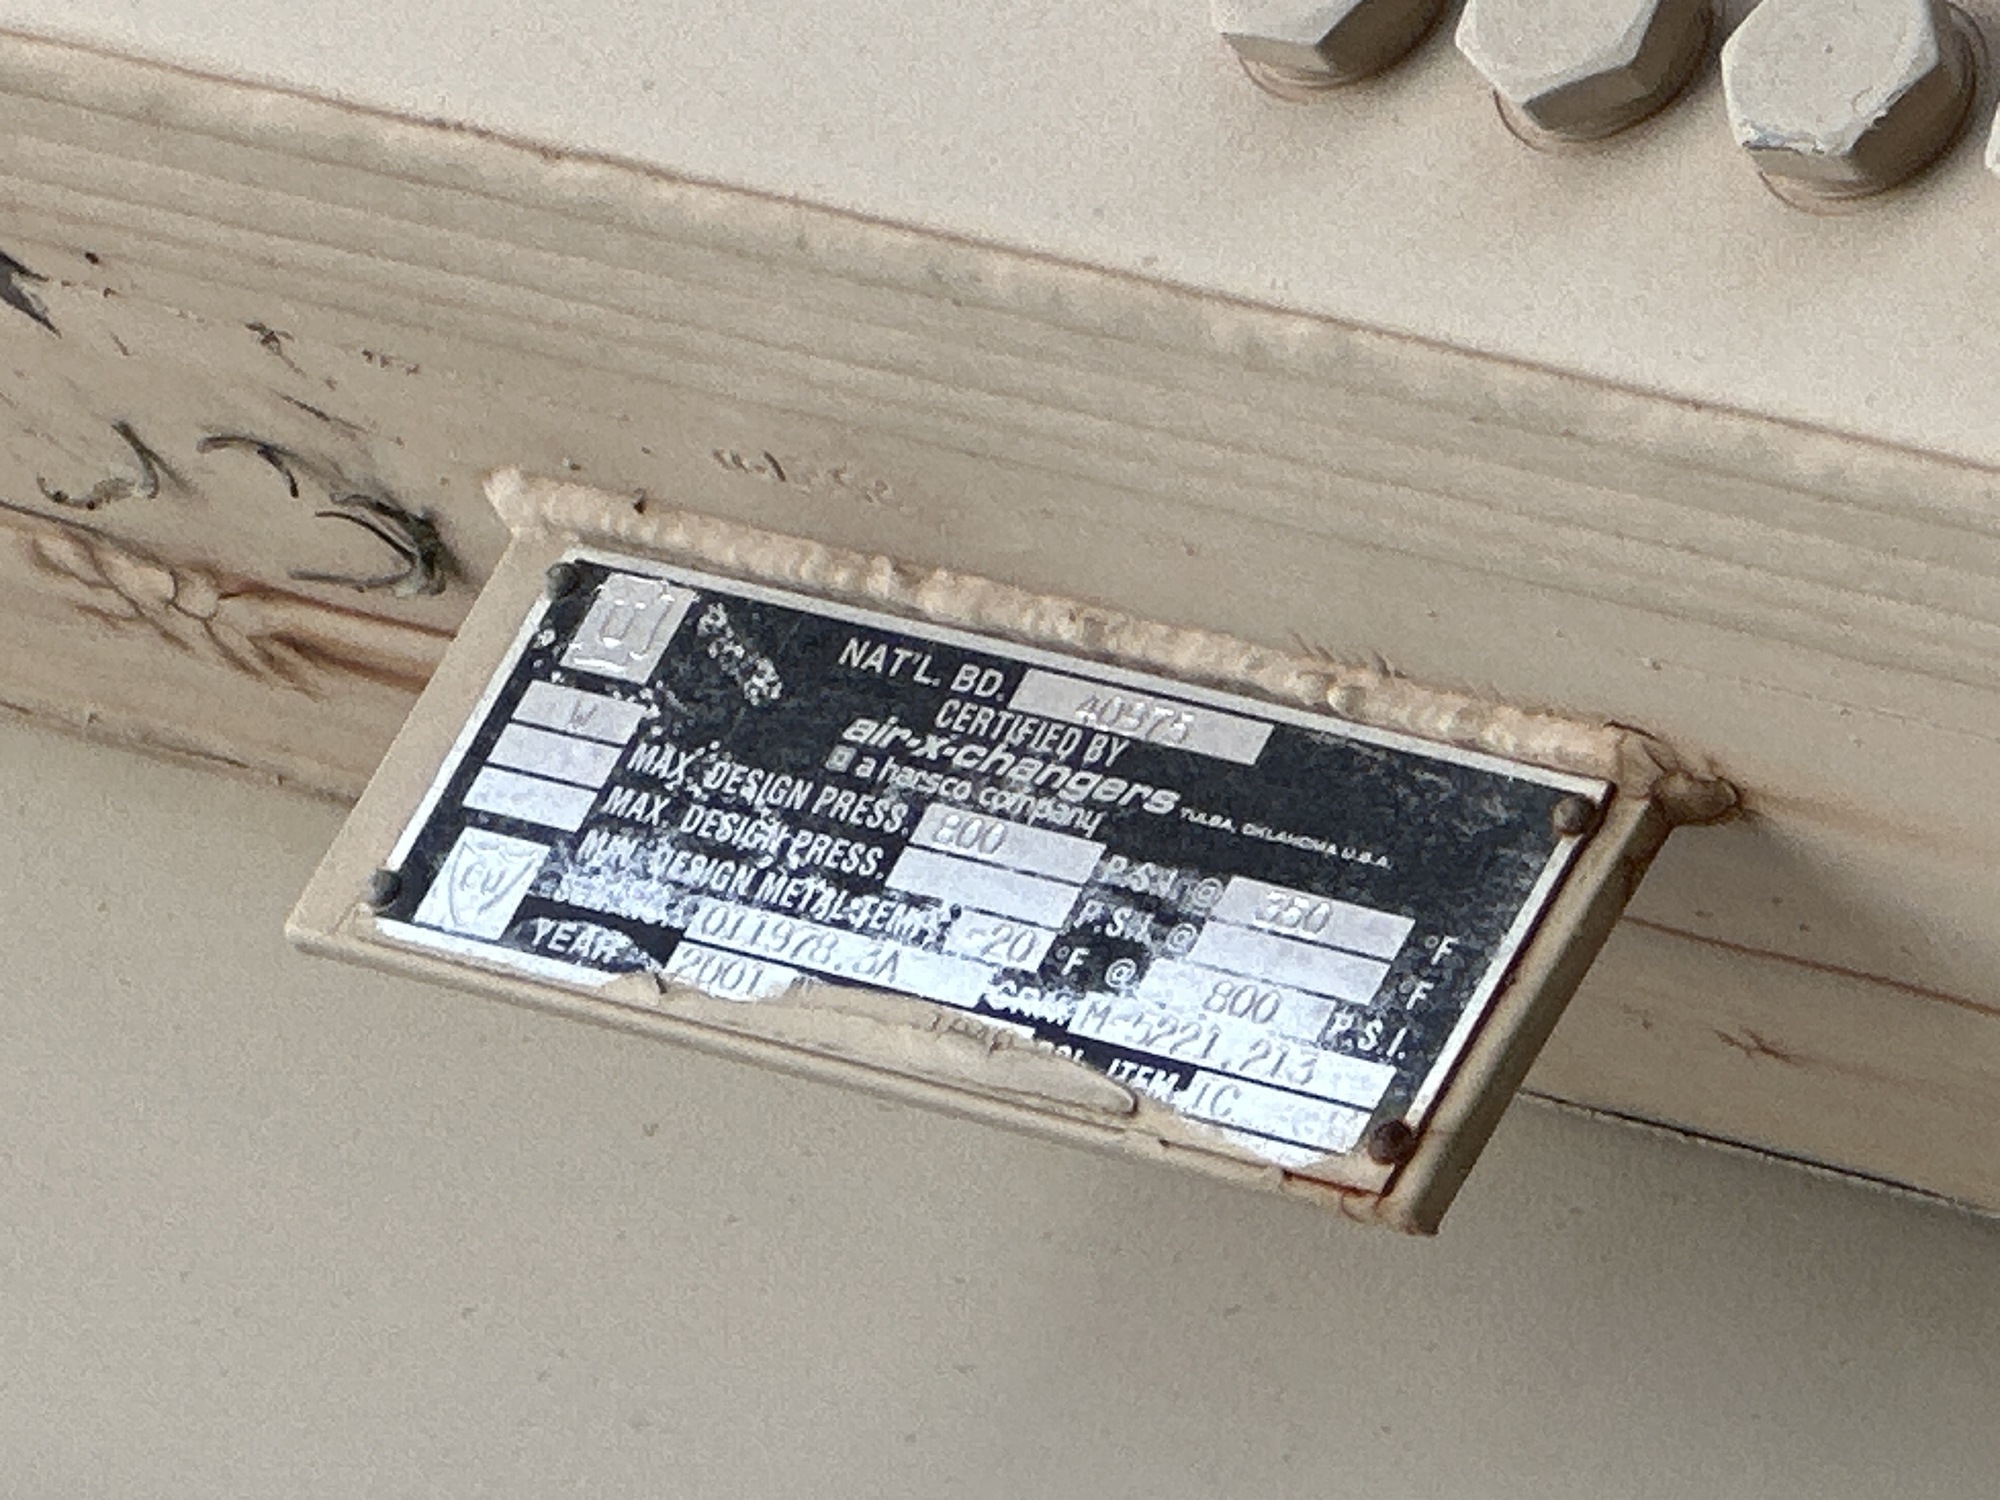 NAT'L. BD.
CERTIFIED BY
air·x·changers TULSA, OKLAHOMA U.S.A.
a harsco company
W
MAX. DESIGN PRESS. 800 P.S.I. @ 350 °F
MAX. DESIGN PRESS. P.S.I. @ °F
MIN. DESIGN METAL TEMP. -20 °F @ 800 P.S.I.
011978.3A M-5221.213
YEAR 2001 ITEM